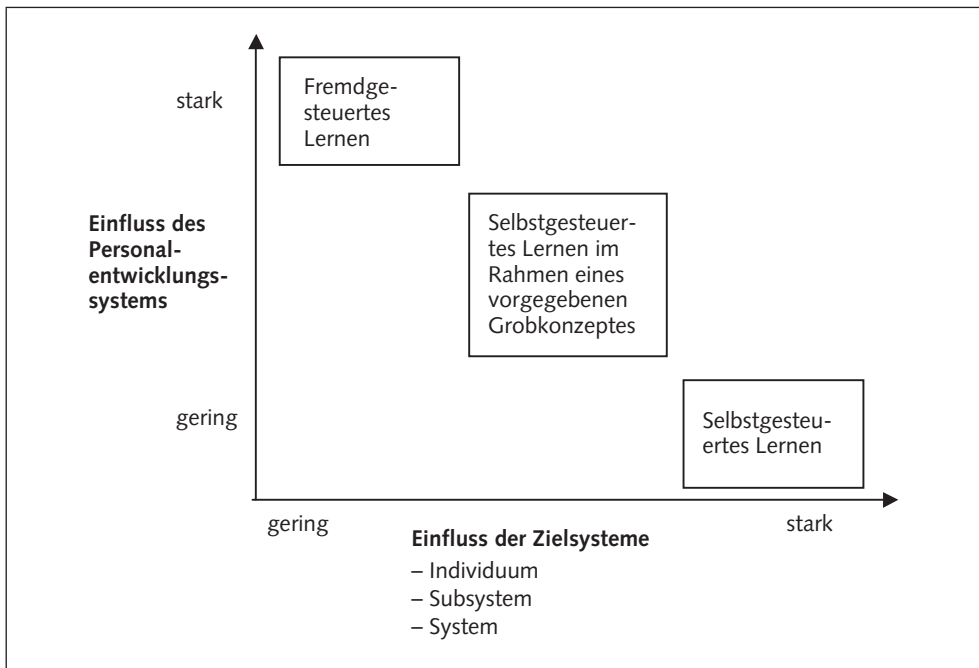 stark
Fremdge-
steuertes
Lernen
Einfluss des
Personal-
entwicklungs-
systems
Selbstgesteuer-
tes Lernen im
Rahmen eines
vorgegebenen
Grobkonzeptes
gering
Selbstgesteu-
ertes Lernen
gering
stark
Einfluss der Zielsysteme
– Individuum
– Subsystem
– System